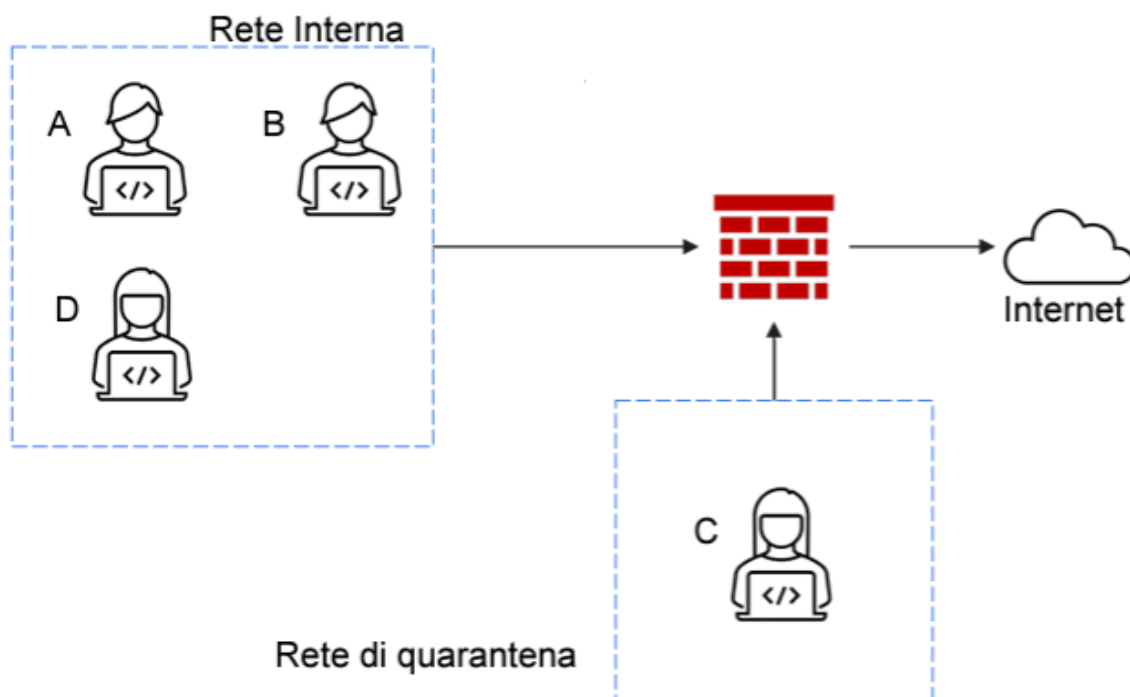 Rete Interna
A
B
</>
</>
D
</>
Internet
C
</>
Rete di quarantena